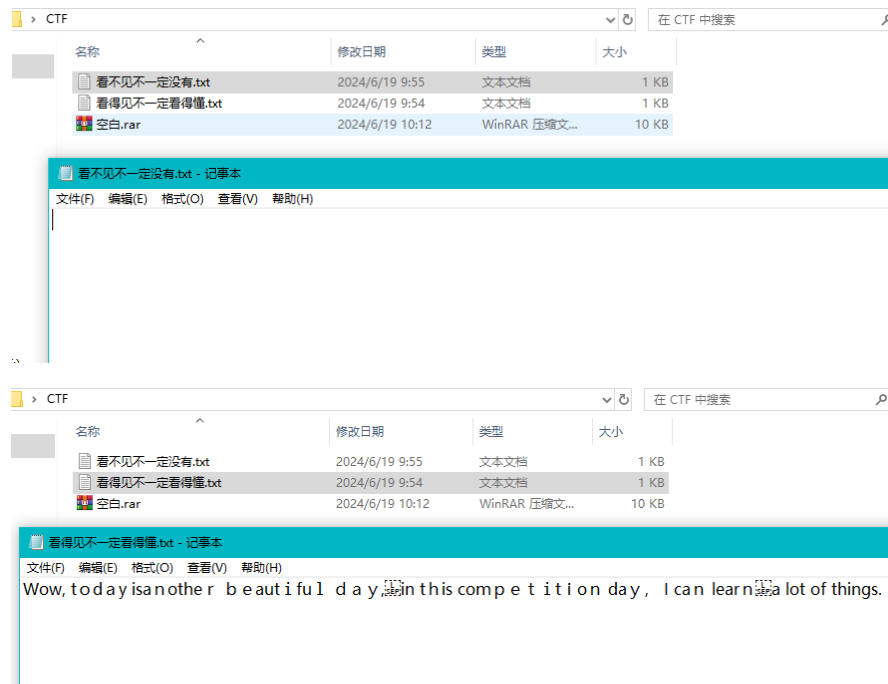 CTF
在 CTF 中搜索
名称 修改日期 类型 大小
看不见不一定没有.txt 2024/6/19 9:55 文本文档 1 KB
看得见不一定看得懂.txt 2024/6/19 9:54 文本文档 1 KB
空白.rar 2024/6/19 10:12 WinRAR 压缩文... 10 KB
看不见不一定没有.txt - 记事本
文件(F) 编辑(E) 格式(O) 查看(V) 帮助(H)
CTF
在 CTF 中搜索
名称 修改日期 类型 大小
看不见不一定没有.txt 2024/6/19 9:55 文本文档 1 KB
看得见不一定看得懂.txt 2024/6/19 9:54 文本文档 1 KB
空白.rar 2024/6/19 10:12 WinRAR 压缩文... 10 KB
看得见不一定看得懂.txt - 记事本
文件(F) 编辑(E) 格式(O) 查看(V) 帮助(H)
Wow, t o d a y isa n o t h e r b e a u t i f u l d a y , in t h is c o m p e t i t i o n da y , I c a n learn a lot of things.